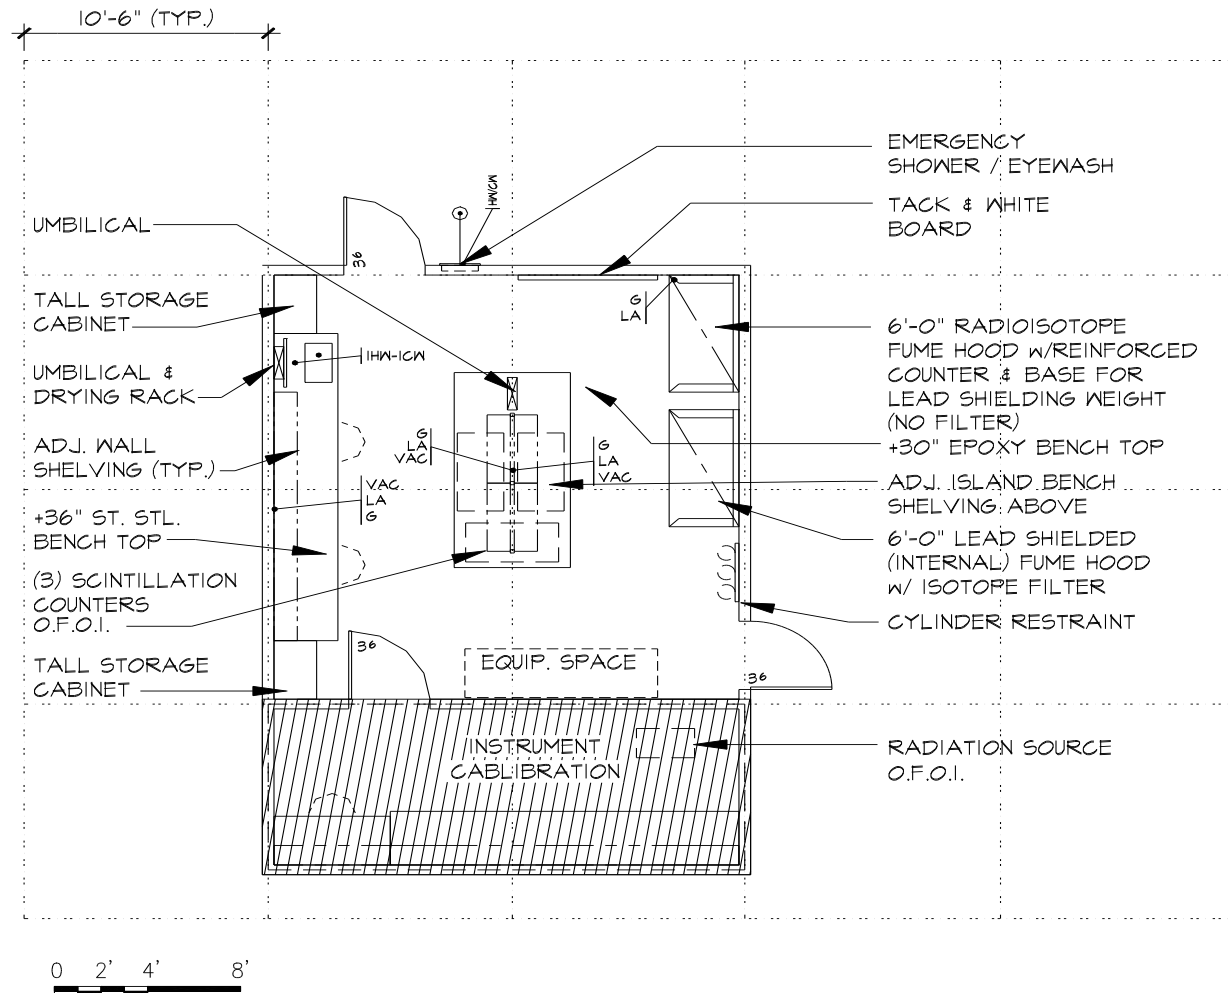 10'-6" (TYP.)
EMERGENCY
SHOWER / EYEWASH
HW/CW
TACK & WHITE
BOARD
UMBILICAL
36
TALL STORAGE
CABINET
G
LA
6'-0" RADIOISOTOPE
FUME HOOD W/REINFORCED
COUNTER & BASE FOR
LEAD SHIELDING WEIGHT
(NO FILTER)
IHW-ICW
UMBILICAL &
DRYING RACK
+30" EPOXY BENCH TOP
ADJ. WALL
SHELVING (TYP.)
G
LA
VAC
G
LA
VAC
ADJ. ISLAND BENCH
SHELVING ABOVE
VAC
LA
G
+36" ST. STL.
BENCH TOP
6'-0" LEAD SHIELDED
(INTERNAL) FUME HOOD
W/ ISOTOPE FILTER
(3) SCINTILLATION
COUNTERS
O.F.O.I.
CYLINDER RESTRAINT
36
TALL STORAGE
CABINET
EQUIP. SPACE
36
INSTRUMENT
CABLIBRATION
RADIATION SOURCE
O.F.O.I.
0 2' 4' 8'